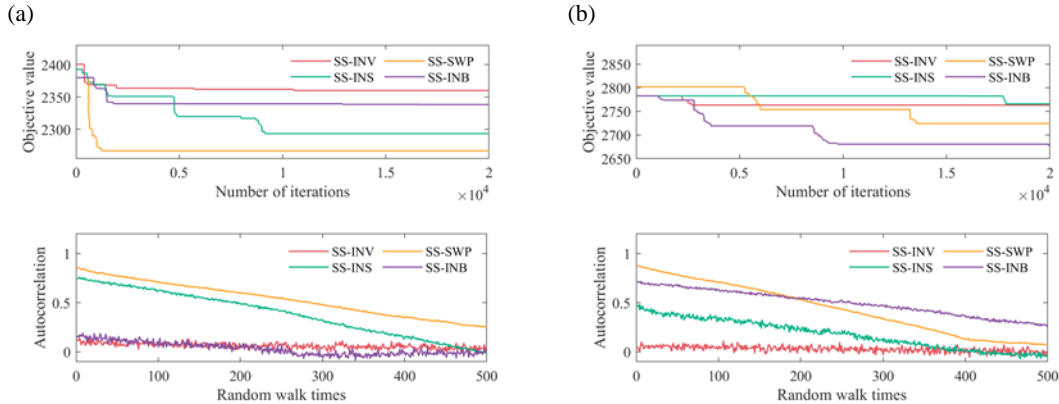 (a)
Objective value
2400
2350
2300
SS-INV
SS-SWP
SS-INS
SS-INB
0
0.5
1
1.5
2
Number of iterations
×10⁴
Autocorrelation
1
0.5
0
SS-INV
SS-SWP
SS-INS
SS-INB
0
100
200
300
400
500
Random walk times
(b)
Objective value
2850
2800
2750
2700
2650
SS-INV
SS-SWP
SS-INS
SS-INB
0
0.5
1
1.5
2
Number of iterations
×10⁴
Autocorrelation
1
0.5
0
SS-INV
SS-SWP
SS-INS
SS-INB
0
100
200
300
400
500
Random walk times